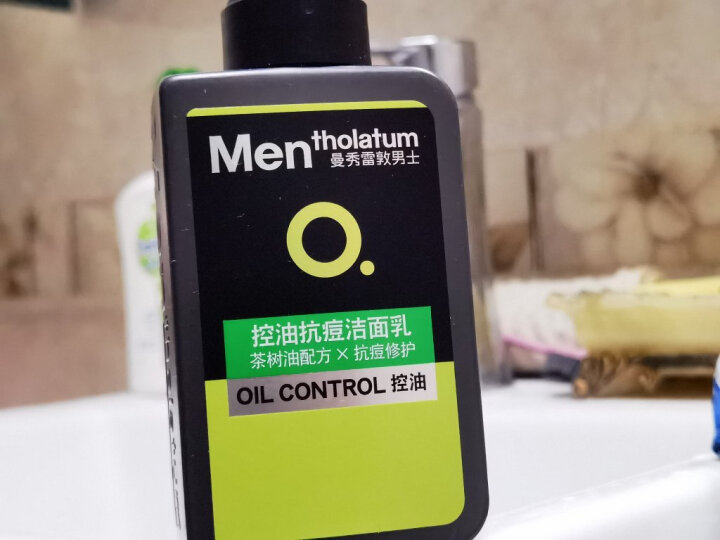 Mentholatum
曼秀雷敦男士
O.
控油抗痘洁面乳
茶树油配方×抗痘修护
OIL CONTROL 控油